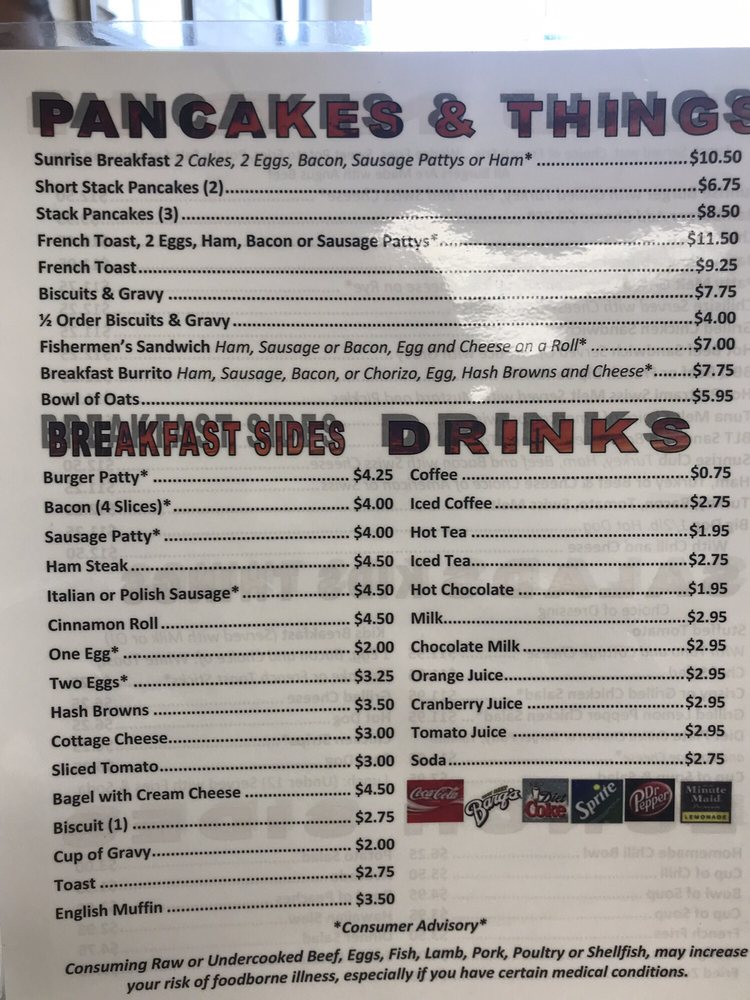 PANCAKES & THINGS
Sunrise Breakfast 2 Cakes, 2 Eggs, Bacon, Sausage Pattys or Ham* ........ $10.50
Short Stack Pancakes (2) ........ $6.75
Stack Pancakes (3) ........ $8.50
French Toast, 2 Eggs, Ham, Bacon or Sausage Pattys* ........ $11.50
French Toast ........ $9.25
Biscuits & Gravy ........ $7.75
½ Order Biscuits & Gravy ........ $4.00
Fishermen's Sandwich Ham, Sausage or Bacon, Egg and Cheese on a Roll* ........ $7.00
Breakfast Burrito Ham, Sausage, Bacon, or Chorizo, Egg, Hash Browns and Cheese* ........ $7.75
Bowl of Oats ........ $5.95
BREAKFAST SIDES
Burger Patty* ........ $4.25
Bacon (4 Slices)* ........ $4.00
Sausage Patty* ........ $4.00
Ham Steak ........ $4.50
Italian or Polish Sausage* ........ $4.50
Cinnamon Roll ........ $4.50
One Egg* ........ $2.00
Two Eggs* ........ $3.25
Hash Browns ........ $3.50
Cottage Cheese ........ $3.00
Sliced Tomato ........ $3.00
Bagel with Cream Cheese ........ $4.50
Biscuit (1) ........ $2.75
Cup of Gravy ........ $2.00
Toast ........ $2.75
English Muffin ........ $3.50
DRINKS
Coffee ........ $0.75
Iced Coffee ........ $2.75
Hot Tea ........ $1.95
Iced Tea ........ $2.75
Hot Chocolate ........ $1.95
Milk ........ $2.95
Chocolate Milk ........ $2.95
Orange Juice ........ $2.95
Cranberry Juice ........ $2.95
Tomato Juice ........ $2.95
Soda ........ $2.75
Coca-Cola Barq's Diet Coke Sprite Dr Pepper Minute Maid LEMONADE
*Consumer Advisory*
Consuming Raw or Undercooked Beef, Eggs, Fish, Lamb, Pork, Poultry or Shellfish, may increase
your risk of foodborne illness, especially if you have certain medical conditions.